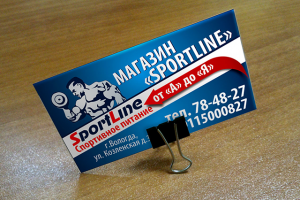 МАГАЗИН
«SPORTLINE»
от «А» до «Я»
SportLine
Спортивное питание
г.Вологда,
ул. Козленская д.
тел. 78-48-27
115000827